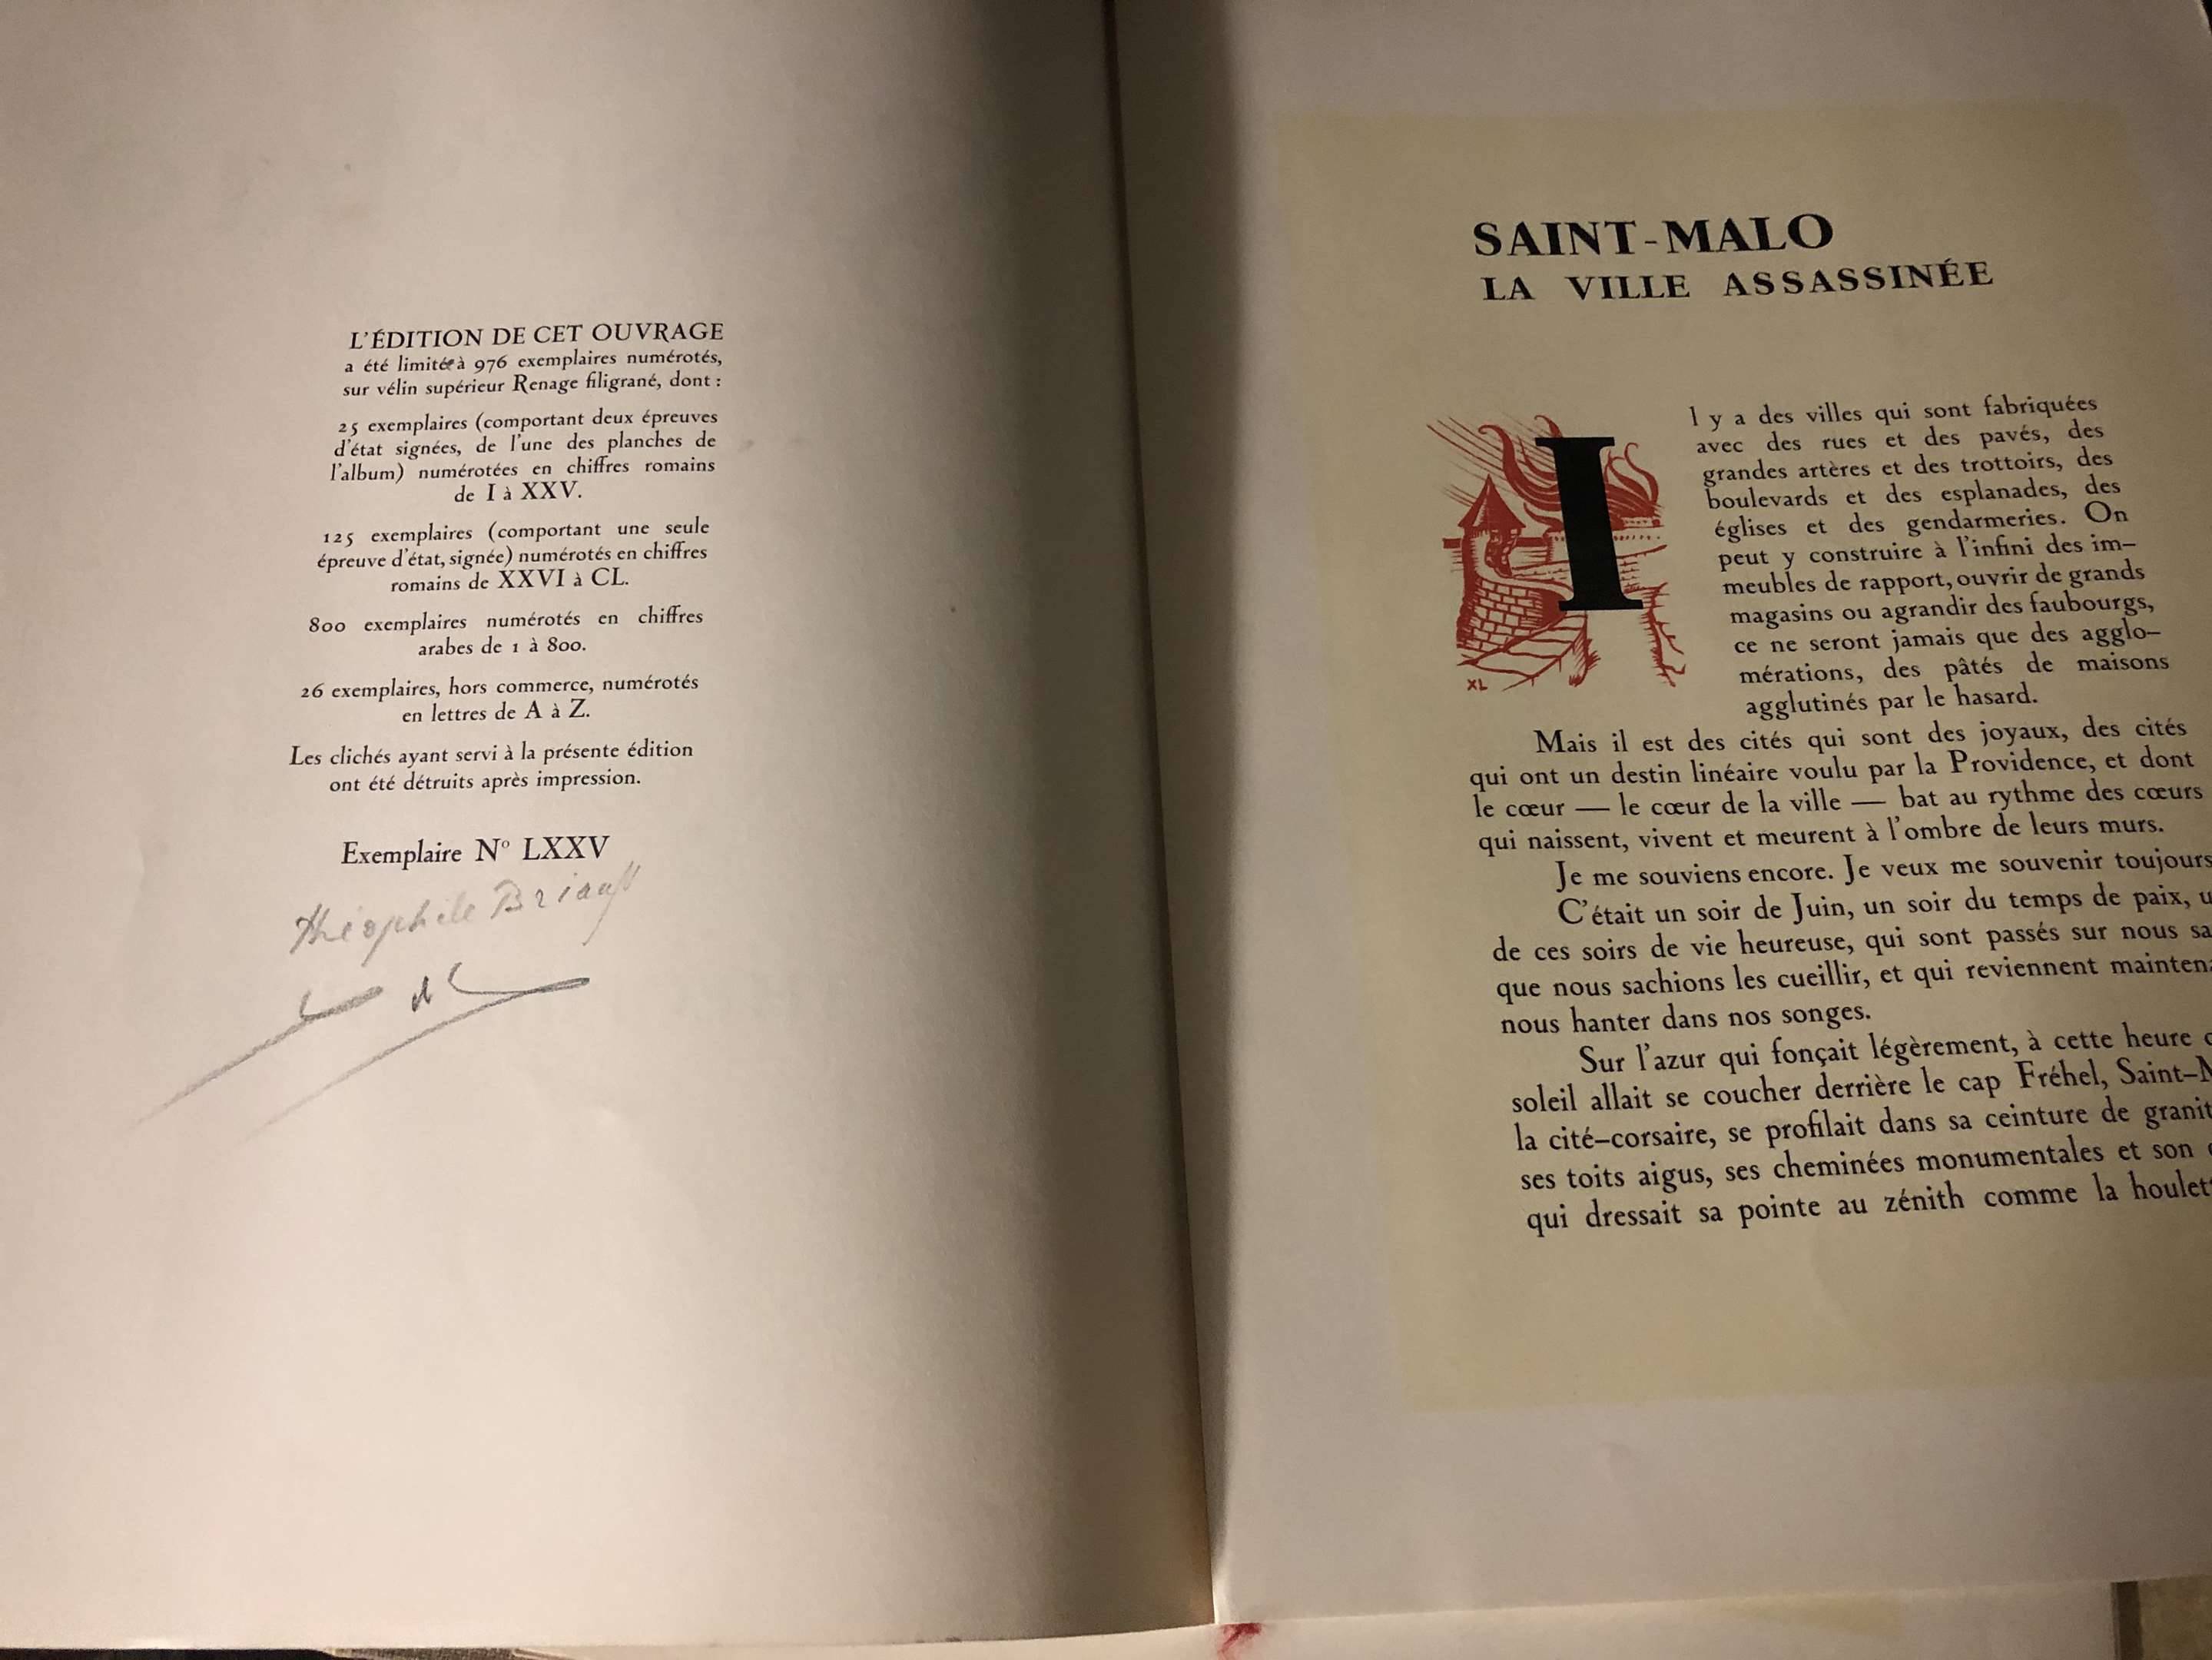 L'ÉDITION DE CET OUVRAGE
a été limitée à 976 exemplaires numérotés,
sur vélin supérieur Renage filigrané, dont :
25 exemplaires (comportant deux épreuves
d'état signées, de l'une des planches de
l'album) numérotées en chiffres romains
de I à XXV.
125 exemplaires (comportant une seule
épreuve d'état, signée) numérotés en chiffres
romains de XXVI à CL.
800 exemplaires numérotés en chiffres
arabes de 1 à 800.
26 exemplaires, hors commerce, numérotés
en lettres de A à Z.
Les clichés ayant servi à la présente édition
ont été détruits après impression.
Exemplaire N° LXXV
Théophile Briant
SAINT-MALO
LA VILLE ASSASSINÉE
Il y a des villes qui sont fabriquées
avec des rues et des pavés, des
grandes artères et des trottoirs, des
boulevards et des esplanades, des
églises et des gendarmeries. On
peut y construire à l'infini des im-
meubles de rapport, ouvrir de grands
magasins ou agrandir des faubourgs,
ce ne seront jamais que des agglo-
mérations, des pâtés de maisons
agglutinés par le hasard.
XL
Mais il est des cités qui sont des joyaux, des cités
qui ont un destin linéaire voulu par la Providence, et dont
le cœur — le cœur de la ville — bat au rythme des cœurs
qui naissent, vivent et meurent à l'ombre de leurs murs.
Je me souviens encore. Je veux me souvenir toujours
C'était un soir de Juin, un soir du temps de paix, u
de ces soirs de vie heureuse, qui sont passés sur nous sa
que nous sachions les cueillir, et qui reviennent mainten
nous hanter dans nos songes.
Sur l'azur qui fonçait légèrement, à cette heure o
soleil allait se coucher derrière le cap Fréhel, Saint-M
la cité-corsaire, se profilait dans sa ceinture de granit
ses toits aigus, ses cheminées monumentales et son c
qui dressait sa pointe au zénith comme la houlet